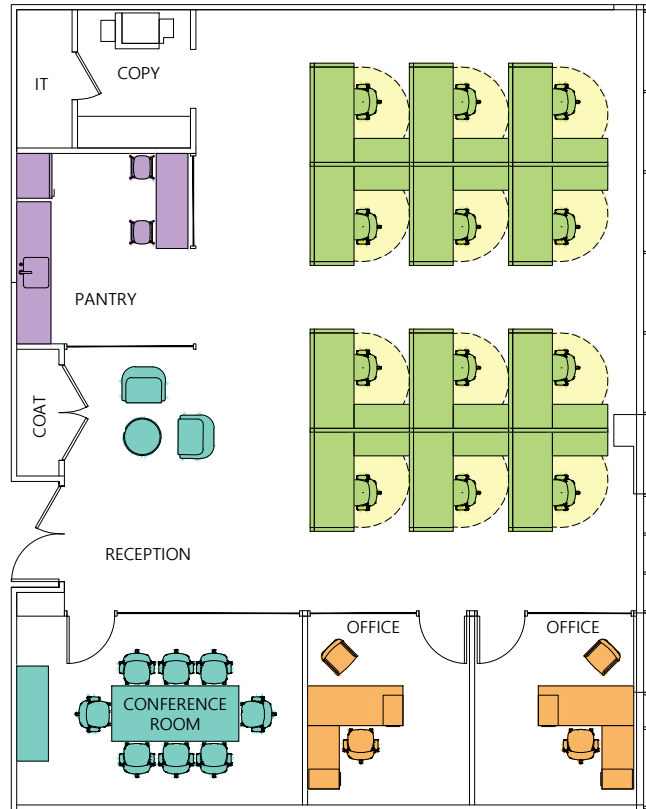 IT
COPY
PANTRY
COAT
RECEPTION
OFFICE
OFFICE
CONFERENCE
ROOM